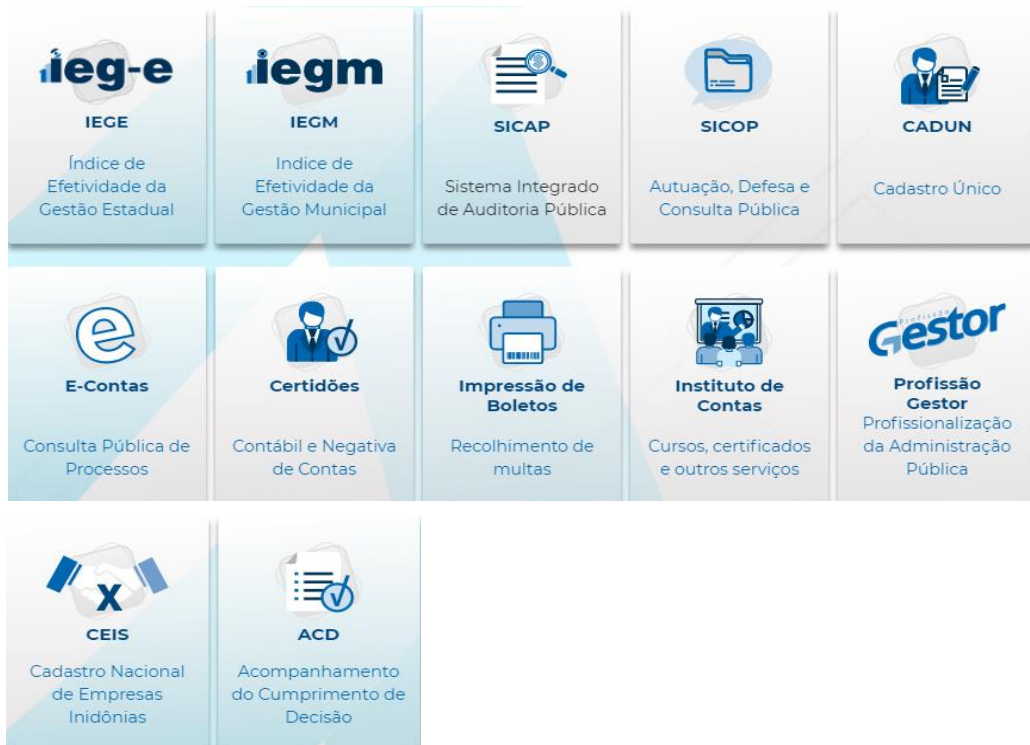 ieg-e
IEGE
Índice de
Efetividade da
Gestão Estadual
iegm
IEGM
Indice de
Efetividade da
Gestão Municipal
SICAP
Sistema Integrado
de Auditoria Pública
SICOP
Autuação, Defesa e
Consulta Pública
CADUN
Cadastro Único
e
E-Contas
Consulta Pública de
Processos
Certidões
Contábil e Negativa
de Contas
Impressão de
Boletos
Recolhimento de
multas
Instituto de
Contas
Cursos, certificados
e outros serviços
Profissão
Gestor
Profissão
Gestor
Profissionalização
da Administração
Pública
X
CEIS
Cadastro Nacional
de Empresas
Inidônias
ACD
Acompanhamento
do Cumprimento de
Decisão